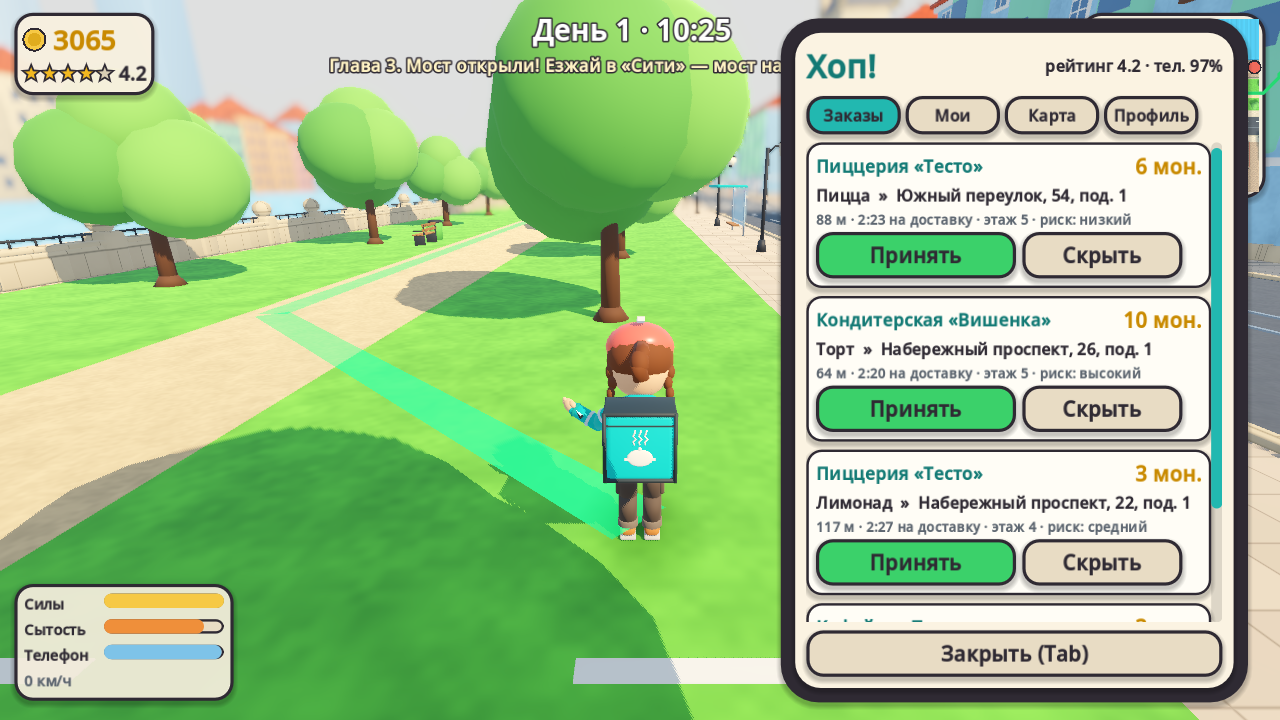 3065
4.2
День 1 · 10:25
Глава 3. Мост открыли! Езжай в «Сити» — мост на
Хоп!
рейтинг 4.2 · тел. 97%
Заказы
Мои
Карта
Профиль
Пиццерия «Тесто»
6 мон.
Пицца » Южный переулок, 54, под. 1
88 м · 2:23 на доставку · этаж 5 · риск: низкий
Принять
Скрыть
Кондитерская «Вишенка»
10 мон.
Торт » Набережный проспект, 26, под. 1
64 м · 2:20 на доставку · этаж 5 · риск: высокий
Принять
Скрыть
Пиццерия «Тесто»
3 мон.
Лимонад » Набережный проспект, 22, под. 1
117 м · 2:27 на доставку · этаж 4 · риск: средний
Принять
Скрыть
Закрыть (Tab)
Силы
Сытость
Телефон
0 км/ч